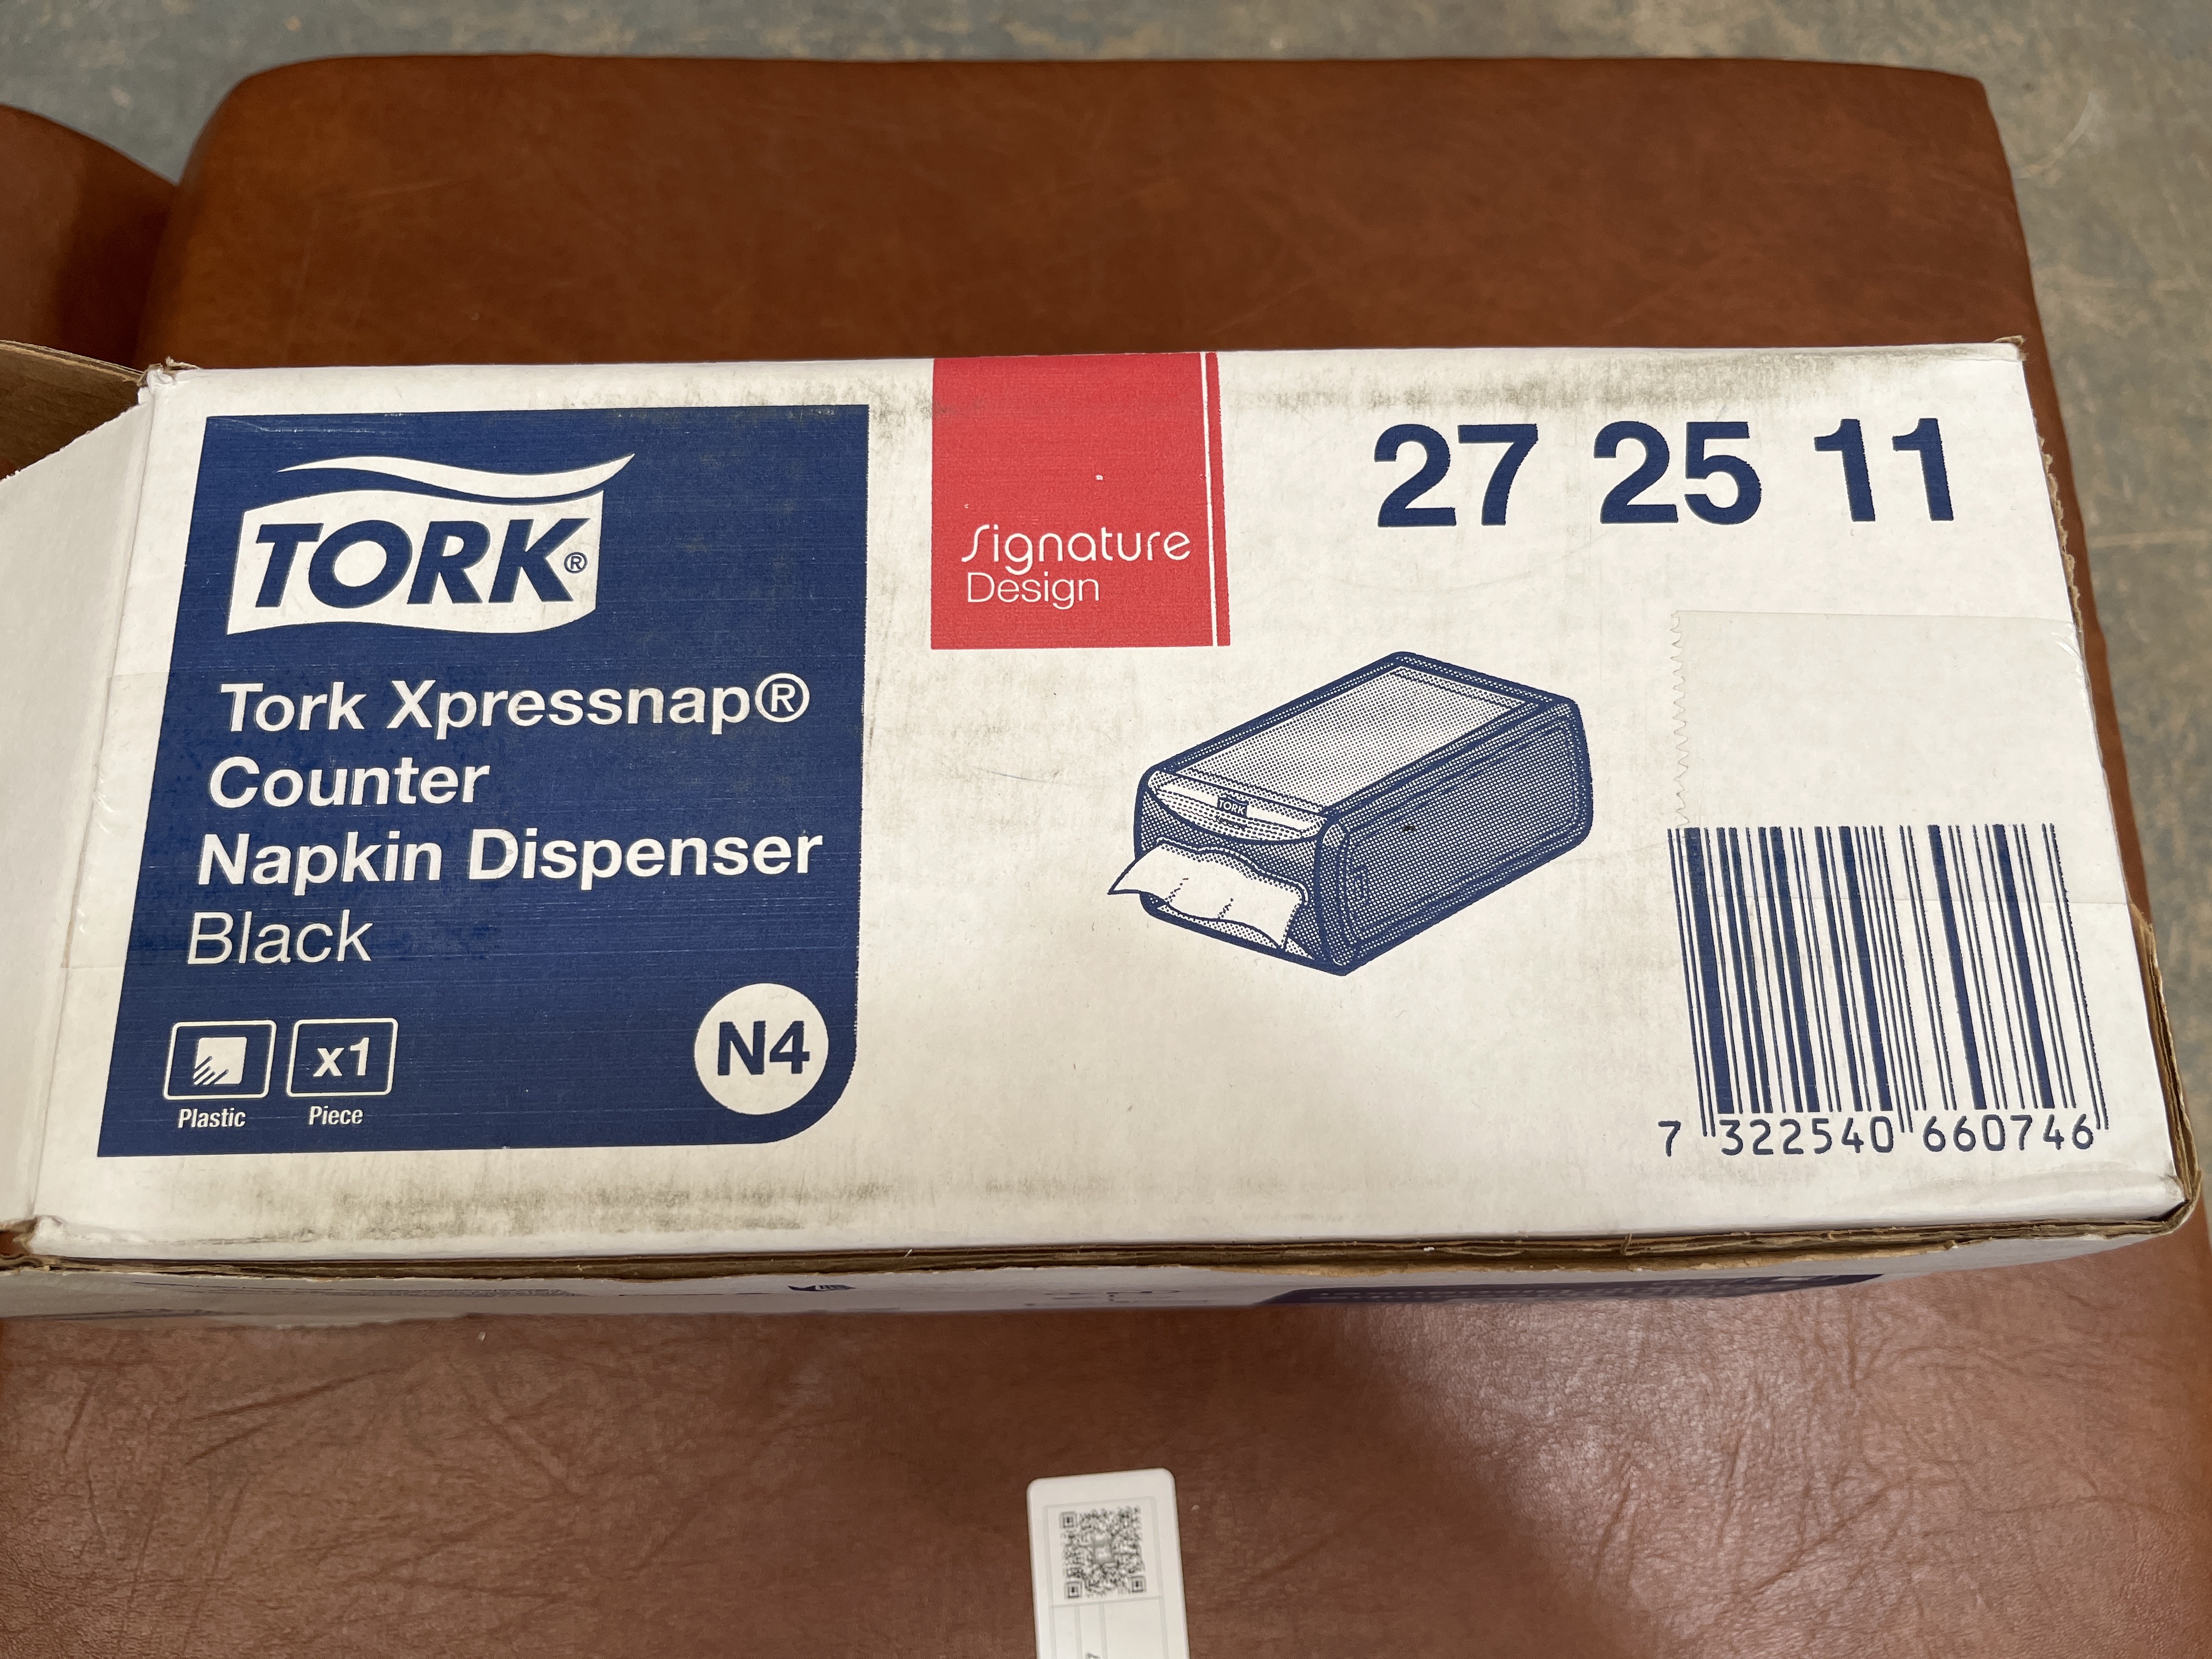 TORK®
Tork Xpressnap®
Counter
Napkin Dispenser
Black
Plastic
x1
Piece
N4
Signature
Design
27 25 11
TORK
7 322540 660746